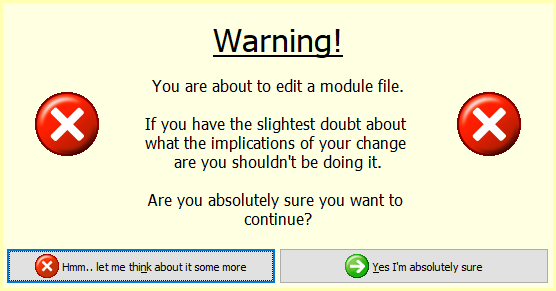 Warning!
You are about to edit a module file.
If you have the slightest doubt about
what the implications of your change
are you shouldn't be doing it.
Are you absolutely sure you want to
continue?
Hmm.. let me think about it some more
Yes I'm absolutely sure